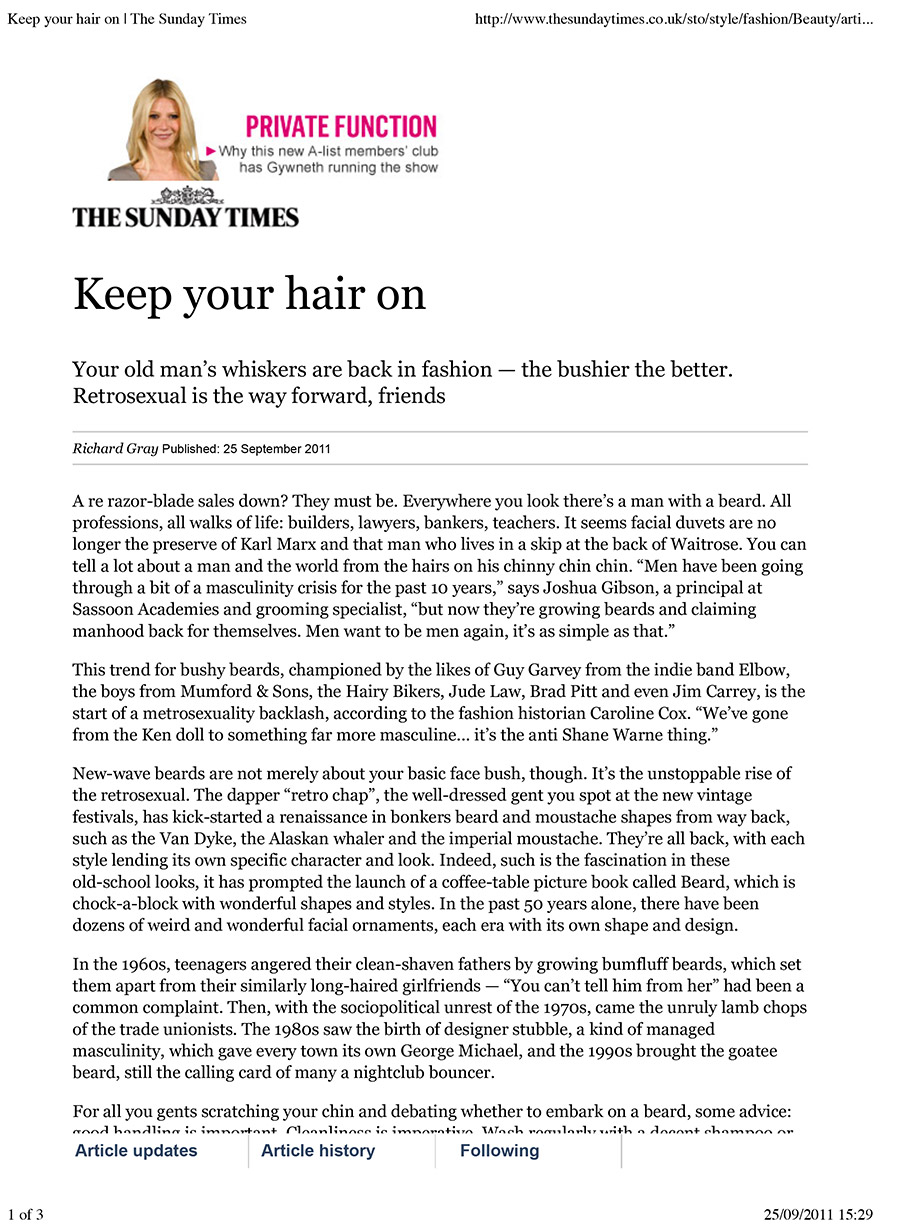 Keep your hair on | The Sunday Times
http://www.thesundaytimes.co.uk/sto/style/fashion/Beauty/arti...
PRIVATE FUNCTION
Why this new A-list members' club
has Gywneth running the show
THE SUNDAY TIMES
Keep your hair on
Your old man's whiskers are back in fashion — the bushier the better.
Retrosexual is the way forward, friends
Richard Gray Published: 25 September 2011
A re razor-blade sales down? They must be. Everywhere you look there's a man with a beard. All
professions, all walks of life: builders, lawyers, bankers, teachers. It seems facial duvets are no
longer the preserve of Karl Marx and that man who lives in a skip at the back of Waitrose. You can
tell a lot about a man and the world from the hairs on his chinny chin chin. “Men have been going
through a bit of a masculinity crisis for the past 10 years,” says Joshua Gibson, a principal at
Sassoon Academies and grooming specialist, “but now they're growing beards and claiming
manhood back for themselves. Men want to be men again, it's as simple as that.”
This trend for bushy beards, championed by the likes of Guy Garvey from the indie band Elbow,
the boys from Mumford & Sons, the Hairy Bikers, Jude Law, Brad Pitt and even Jim Carrey, is the
start of a metrosexuality backlash, according to the fashion historian Caroline Cox. “We've gone
from the Ken doll to something far more masculine... it's the anti Shane Warne thing.”
New-wave beards are not merely about your basic face bush, though. It's the unstoppable rise of
the retrosexual. The dapper “retro chap”, the well-dressed gent you spot at the new vintage
festivals, has kick-started a renaissance in bonkers beard and moustache shapes from way back,
such as the Van Dyke, the Alaskan whaler and the imperial moustache. They're all back, with each
style lending its own specific character and look. Indeed, such is the fascination in these
old-school looks, it has prompted the launch of a coffee-table picture book called Beard, which is
chock-a-block with wonderful shapes and styles. In the past 50 years alone, there have been
dozens of weird and wonderful facial ornaments, each era with its own shape and design.
In the 1960s, teenagers angered their clean-shaven fathers by growing bumfluff beards, which set
them apart from their similarly long-haired girlfriends — “You can't tell him from her” had been a
common complaint. Then, with the sociopolitical unrest of the 1970s, came the unruly lamb chops
of the trade unionists. The 1980s saw the birth of designer stubble, a kind of managed
masculinity, which gave every town its own George Michael, and the 1990s brought the goatee
beard, still the calling card of many a nightclub bouncer.
For all you gents scratching your chin and debating whether to embark on a beard, some advice:
good handling is important. Cleanliness is imperative. Wash regularly with a decent shampoo or
Article updates
Article history
Following
1 of 3
25/09/2011 15:29